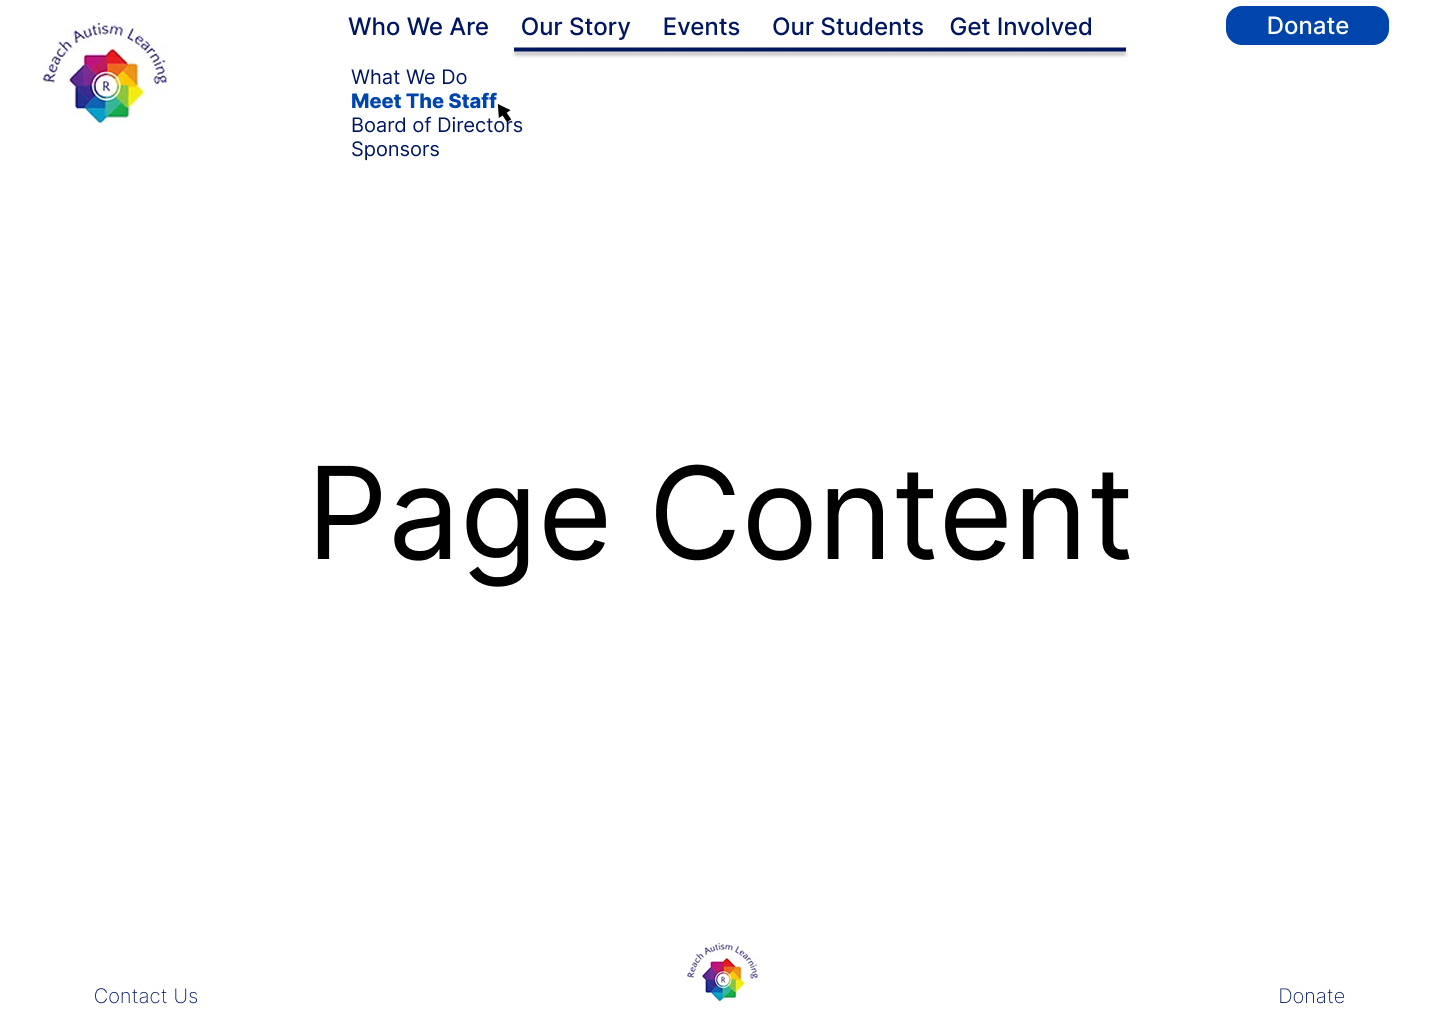 Reach Autism Learning
R
Who We Are Our Story Events Our Students Get Involved Donate
What We Do
Meet The Staff
Board of Directors
Sponsors
Page Content
Reach Autism Learning
R
Contact Us Donate